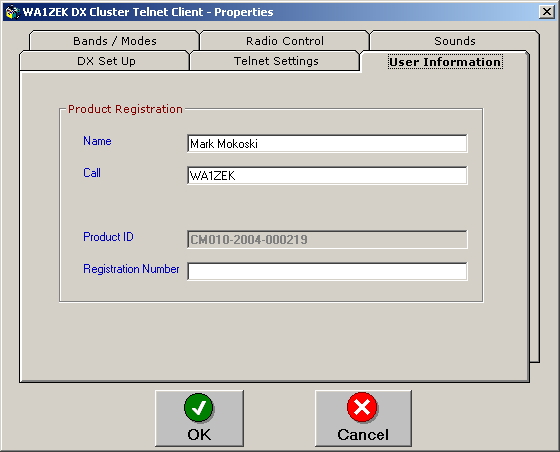 WA1ZEK DX Cluster Telnet Client - Properties
Bands / Modes
Radio Control
Sounds
DX Set Up
Telnet Settings
User Information
Product Registration
Name
Mark Mokoski
Call
WA1ZEK
Product ID
CM010-2004-000219
Registration Number
OK
Cancel